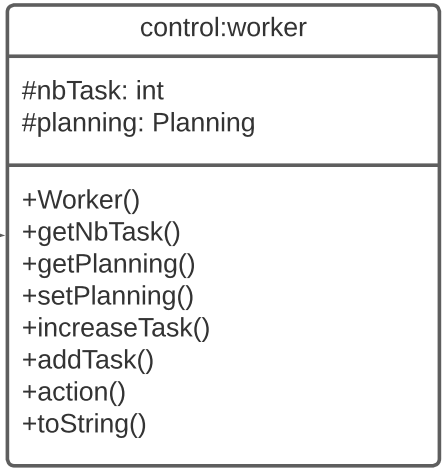 control:worker
#nbTask: int
#planning: Planning
+Worker()
+getNbTask()
+getPlanning()
+setPlanning()
+increaseTask()
+addTask()
+action()
+toString()